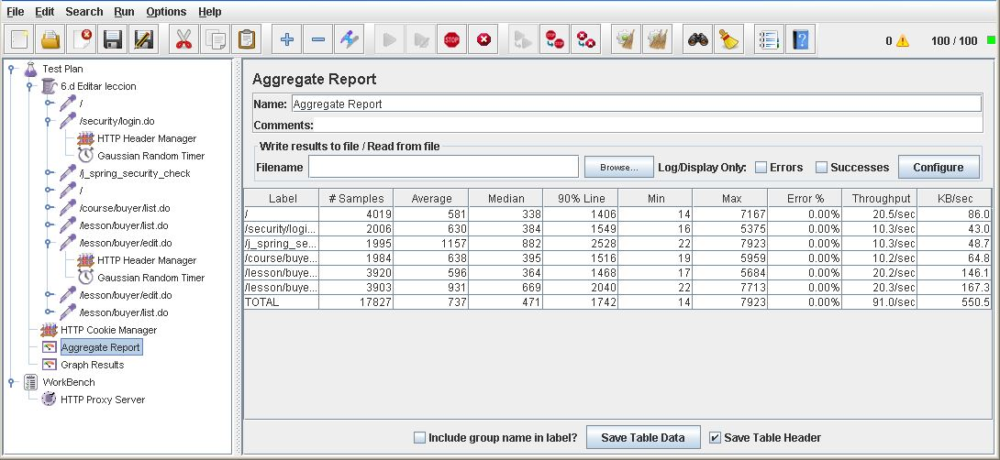 File Edit Search Run Options Help
STOP STOP
0 100 / 100
Test Plan
6.d Editar leccion
/
/security/login.do
HTTP Header Manager
Gaussian Random Timer
/j_spring_security_check
/
/course/buyer/list.do
/lesson/buyer/list.do
/lesson/buyer/edit.do
HTTP Header Manager
Gaussian Random Timer
/lesson/buyer/edit.do
/lesson/buyer/list.do
HTTP Cookie Manager
Aggregate Report
Graph Results
WorkBench
HTTP Proxy Server
Aggregate Report
Name: Aggregate Report
Comments:
Write results to file / Read from file
Filename Browse... Log/Display Only: Errors Successes Configure
Label # Samples Average Median 90% Line Min Max Error % Throughput KB/sec
/ 4019 581 338 1406 14 7167 0.00% 20.5/sec 86.0
/security/logi... 2006 630 384 1549 16 5375 0.00% 10.3/sec 43.0
/j_spring_se... 1995 1157 882 2528 22 7923 0.00% 10.3/sec 48.7
/course/buye... 1984 638 395 1516 19 5959 0.00% 10.2/sec 64.8
/lesson/buye... 3920 596 364 1468 17 5684 0.00% 20.2/sec 146.1
/lesson/buye... 3903 931 669 2040 22 7713 0.00% 20.3/sec 167.3
TOTAL 17827 737 471 1742 14 7923 0.00% 91.0/sec 550.5
Include group name in label? Save Table Data Save Table Header